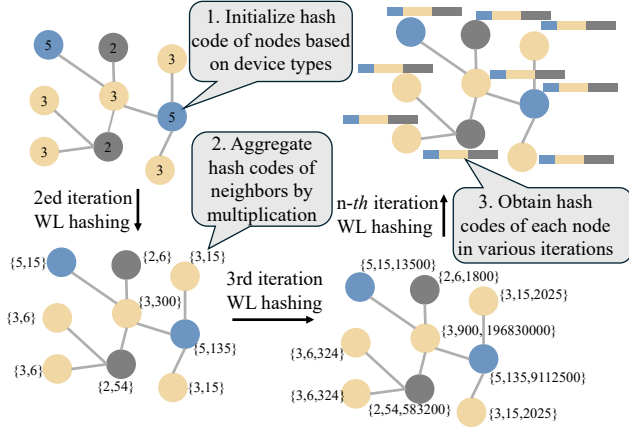 1. Initialize hash
code of nodes based
on device types
5
2
3
3
3
5
3
2
3
3
2. Aggregate
hash codes of
neighbors by
multiplication
2ed iteration
WL hashing
n-th iteration
WL hashing
3. Obtain hash
codes of each node
in various iterations
{5,15}
{2,6}
{3,15}
{3,300}
{3,6}
{5,135}
{3,6}
{2,54}
{3,15}
3rd iteration
WL hashing
{5,15,13500}
{2,6,1800}
{3,15,2025}
{3,900, 196830000}
{3,6,324}
{5,135,9112500}
{3,6,324}
{2,54,583200}
{3,15,2025}